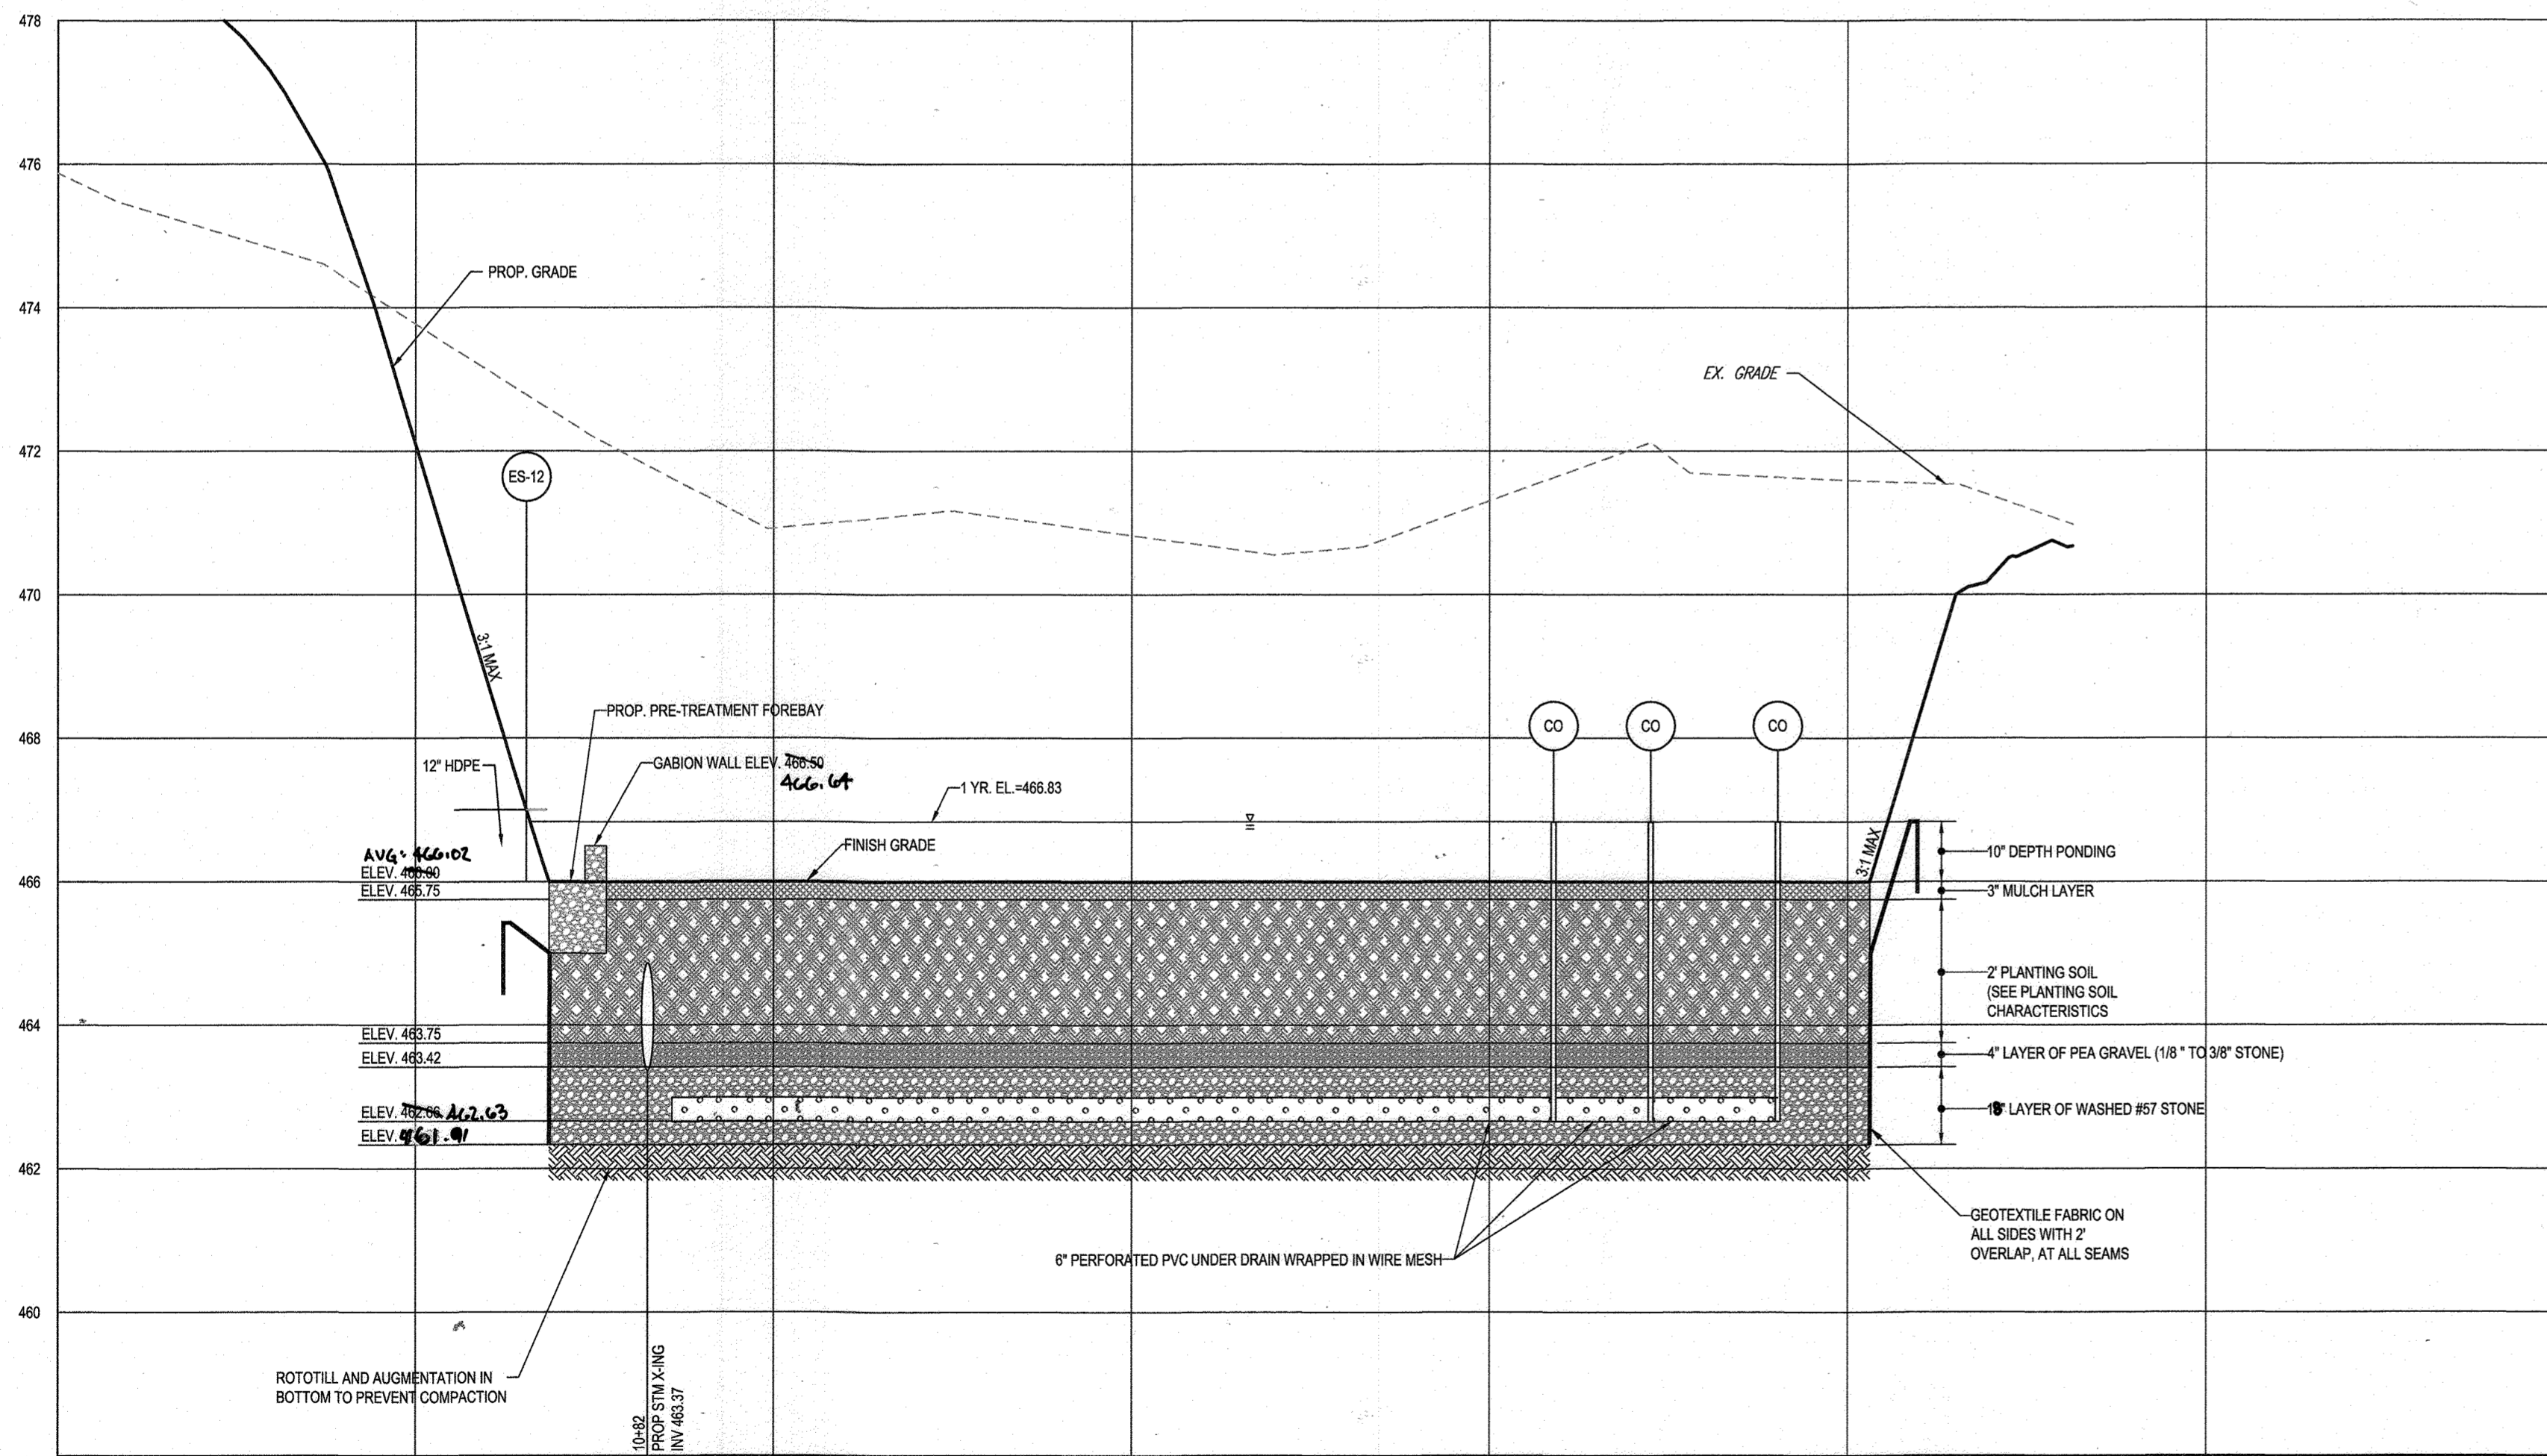 478
476
PROP. GRADE
474
EX. GRADE
472
ES-12
470
3:1 MAX
PROP. PRE-TREATMENT FOREBAY
468
CO
CO
CO
12" HDPE
GABION WALL ELEV. 466.50
466.64
1 YR. EL.=466.83
FINISH GRADE
3:1 MAX
10" DEPTH PONDING
AVG: 466.02
ELEV. 466.00
466
ELEV. 465.75
3" MULCH LAYER
2' PLANTING SOIL
(SEE PLANTING SOIL
CHARACTERISTICS
464
ELEV. 463.75
ELEV. 463.42
4" LAYER OF PEA GRAVEL (1/8 " TO 3/8" STONE)
ELEV. 462.66 462.63
18" LAYER OF WASHED #57 STONE
ELEV. 461.91
462
GEOTEXTILE FABRIC ON
ALL SIDES WITH 2'
OVERLAP, AT ALL SEAMS
6" PERFORATED PVC UNDER DRAIN WRAPPED IN WIRE MESH
460
ROTOTILL AND AUGMENTATION IN
BOTTOM TO PREVENT COMPACTION
10+82
PROP STM X-ING
INV 463.37